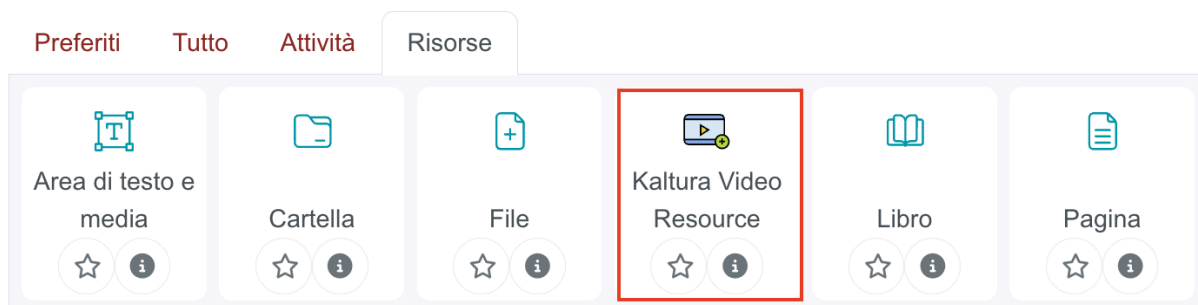 Preferiti Tutto Attività Risorse
Area di testo e
media
Cartella
File
Kaltura Video
Resource
Libro
Pagina